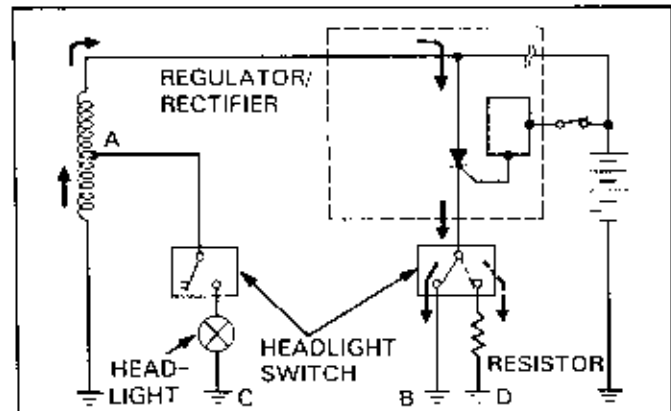 REGULATOR/
RECTIFIER
A
HEAD-
LIGHT
C
HEADLIGHT
SWITCH
B
D
RESISTOR